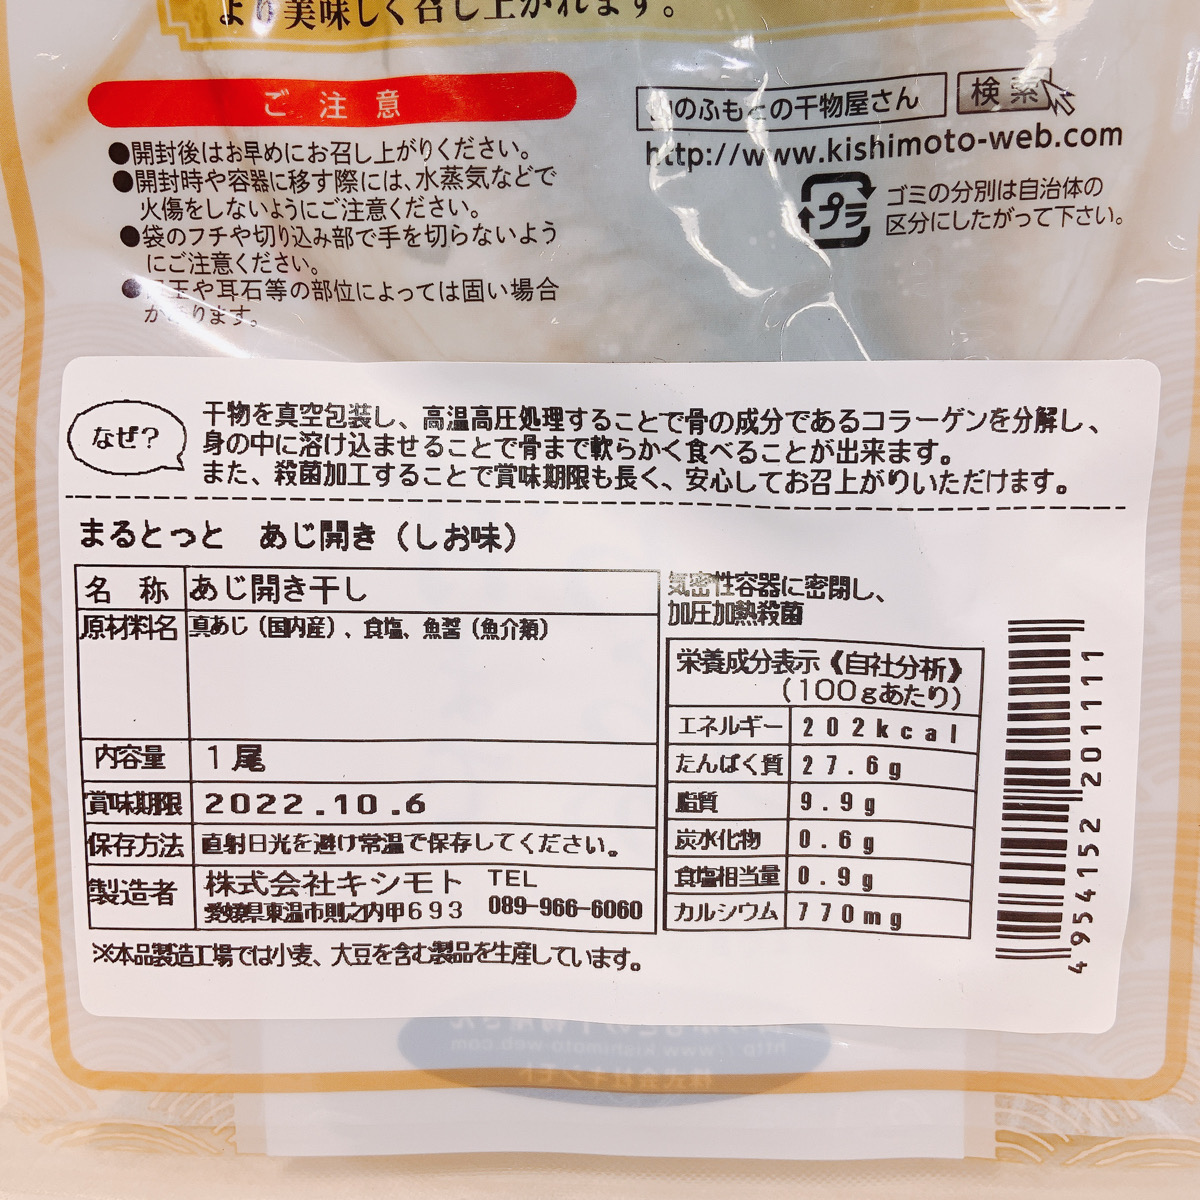 より美味しく召し上がれます。
ご注意
●開封後はお早めにお召し上がりください。
●開封時や容器に移す際には、水蒸気などで
火傷をしないようにご注意ください。
●袋のフチや切り込み部で手を切らないよう
にご注意ください。
●目玉や耳石等の部位によっては固い場合
があります。
のふもとの干物屋さん 検索
http://www.kishimoto-web.com
プラ
ゴミの分別は自治体の
区分にしたがって下さい。
なぜ?
干物を真空包装し、高温高圧処理することで骨の成分であるコラーゲンを分解し、
身の中に溶け込ませることで骨まで軟らかく食べることが出来ます。
また、殺菌加工することで賞味期限も長く、安心してお召上がりいただけます。
まるとっと あじ開き(しお味)
名 称 あじ開き干し
原材料名 真あじ(国内産)、食塩、魚醤(魚介類)
内容量 1尾
賞味期限 2022.10.6
保存方法 直射日光を避け常温で保存してください。
製造者 株式会社キシモト TEL
愛媛県東温市則之内甲693 089-966-6060
※本品製造工場では小麦、大豆を含む製品を生産しています。
気密性容器に密閉し、
加圧加熱殺菌
栄養成分表示《自社分析》
(100gあたり)
エネルギー 202kcal
たんぱく質 27.6g
脂質 9.9g
炭水化物 0.6g
食塩相当量 0.9g
カルシウム 770mg
4954152201111